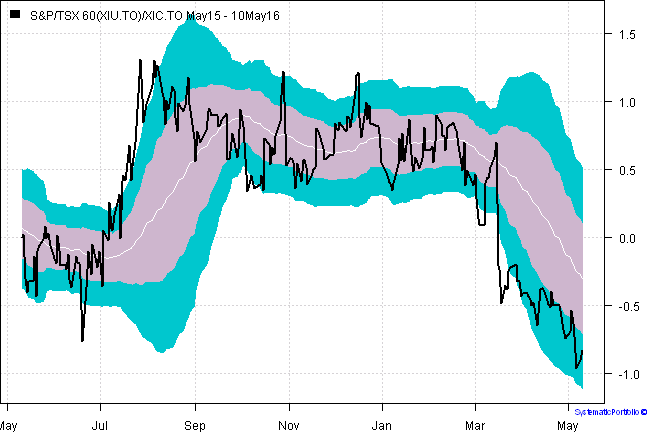 S&P/TSX 60(XIU.TO)/XIC.TO May15 - 10May16
1.5
1.0
0.5
0.0
-0.5
-1.0
May Jul Sep Nov Jan Mar May
SystematicPortfolio ©